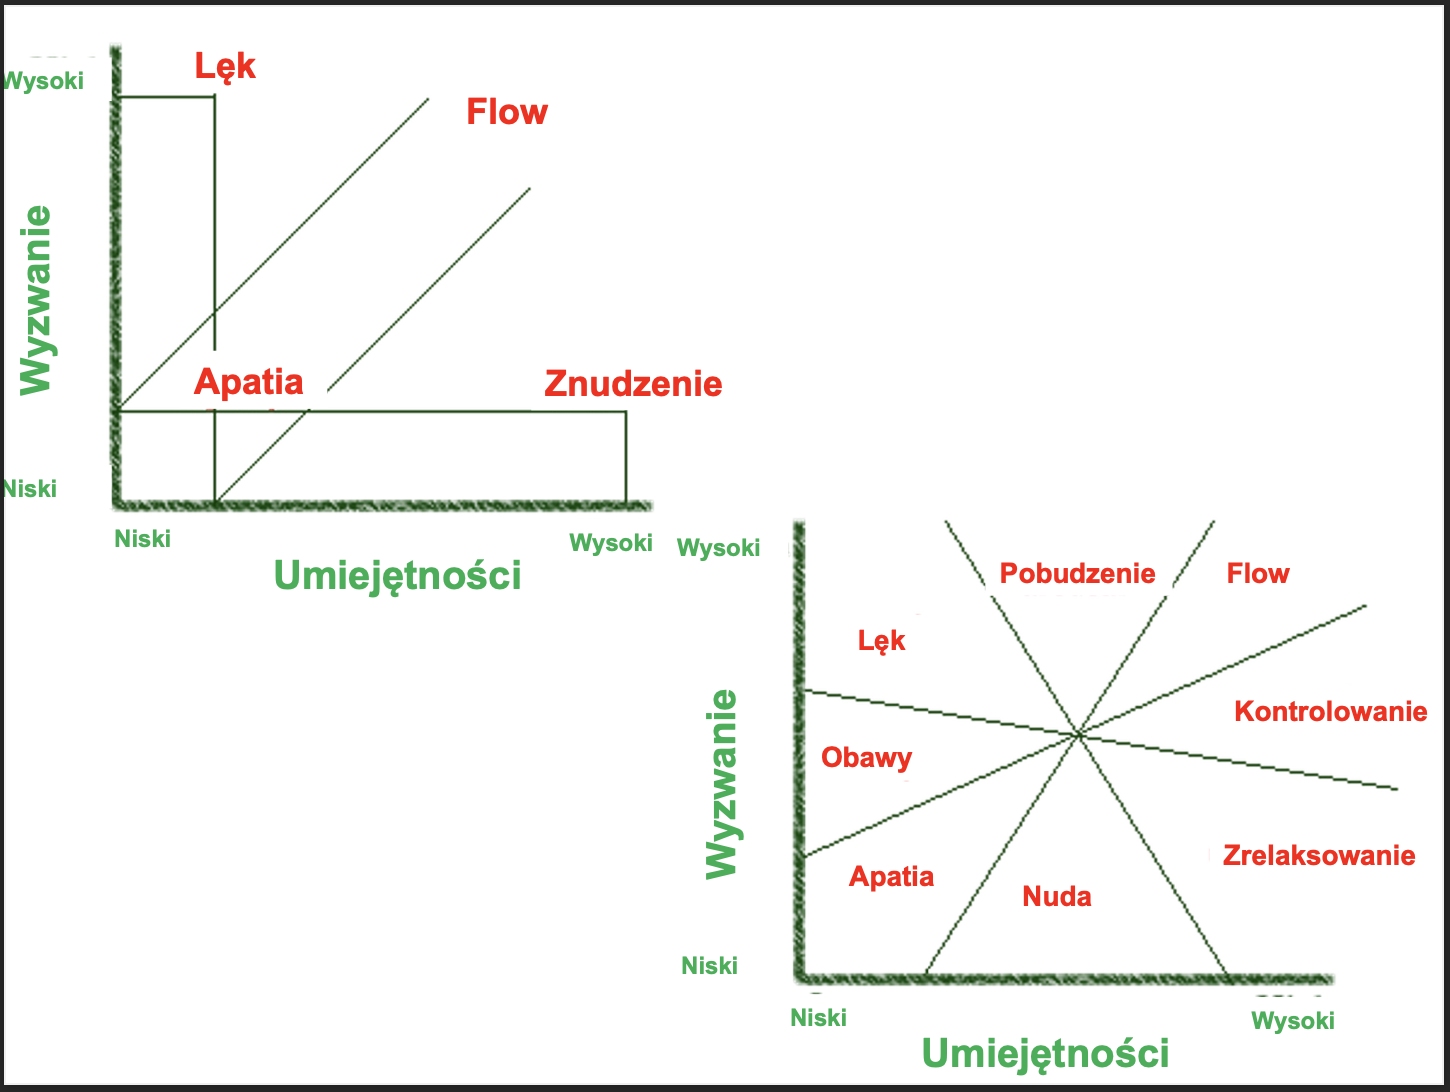 Wysoki
Lęk
Flow
Wyzwanie
Apatia
Znudzenie
Niski
Niski
Wysoki
Umiejętności
Wysoki
Pobudzenie
Flow
Lęk
Wyzwanie
Kontrolowanie
Obawy
Zrelaksowanie
Apatia
Nuda
Niski
Niski
Wysoki
Umiejętności